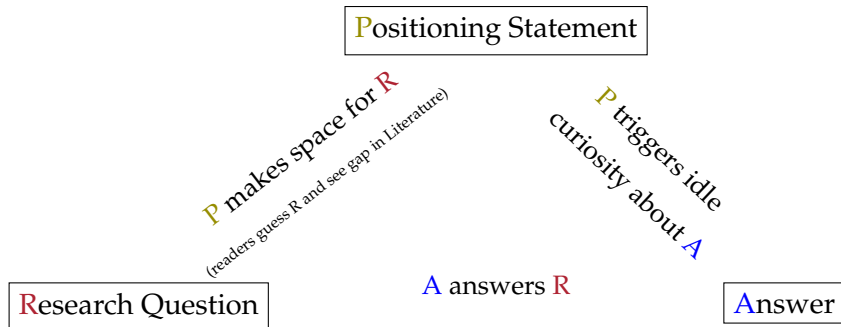 Positioning Statement
P makes space for R
(readers guess R and see gap in Literature)
P triggers idle
curiosity about A
Research Question
A answers R
Answer